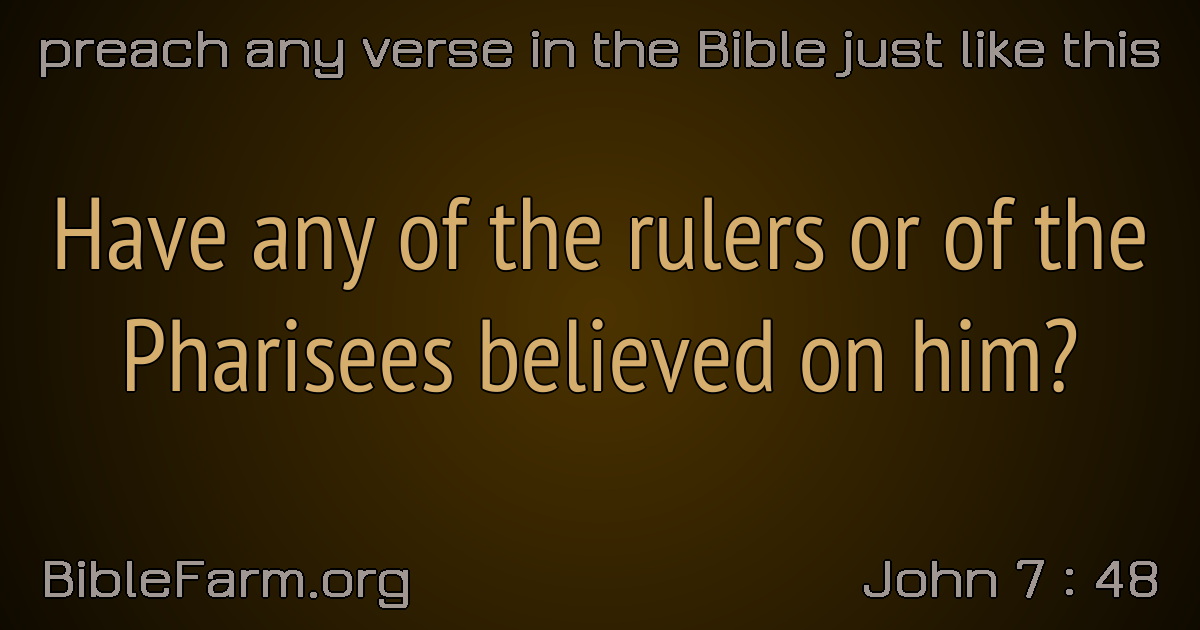 preach any verse in the Bible just like this
Have any of the rulers or of the
Pharisees believed on him?
BibleFarm.org
John 7 : 48